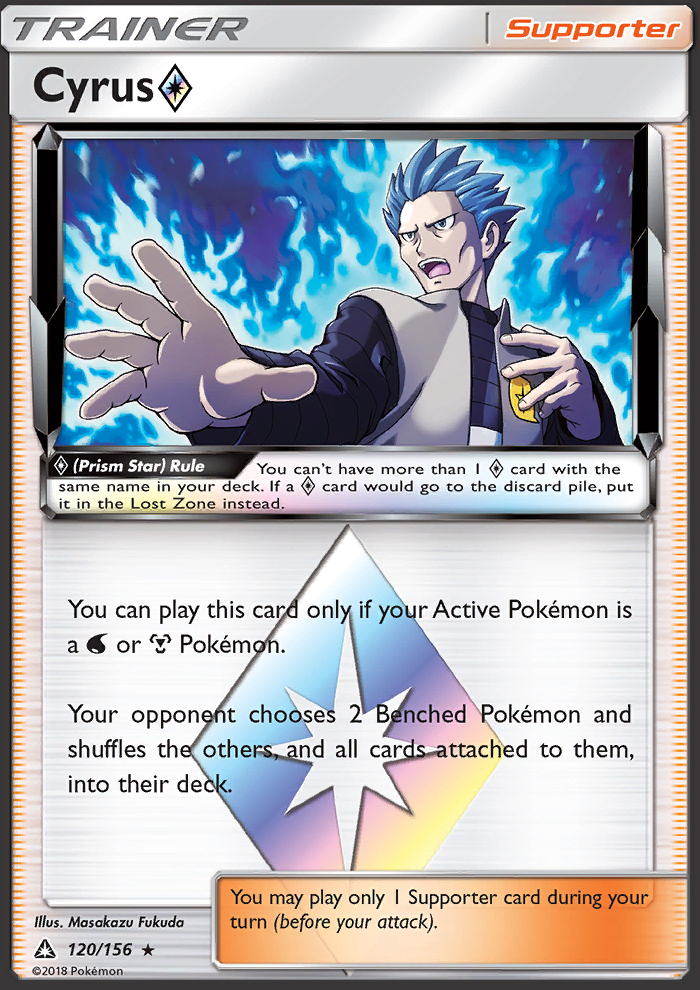 TRAINER
Supporter
Cyrus
(Prism Star) Rule You can't have more than 1 card with the
same name in your deck. If a card would go to the discard pile, put
it in the Lost Zone instead.
You can play this card only if your Active Pokémon is
a or Pokémon.
Your opponent chooses 2 Benched Pokémon and
shuffles the others, and all cards attached to them,
into their deck.
You may play only 1 Supporter card during your
turn (before your attack).
Illus. Masakazu Fukuda
120/156 ★
©2018 Pokémon